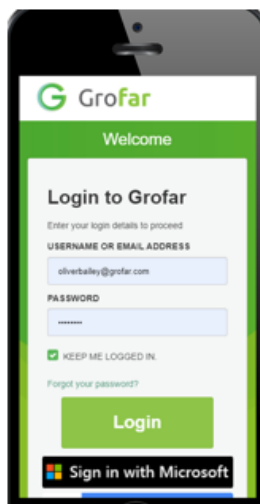 Grofar
Welcome
Login to Grofar
Enter your login details to proceed
USERNAME OR EMAIL ADDRESS
oliverbailey@grofar.com
PASSWORD
••••••••
KEEP ME LOGGED IN.
Forgot your password?
Login
Sign in with Microsoft